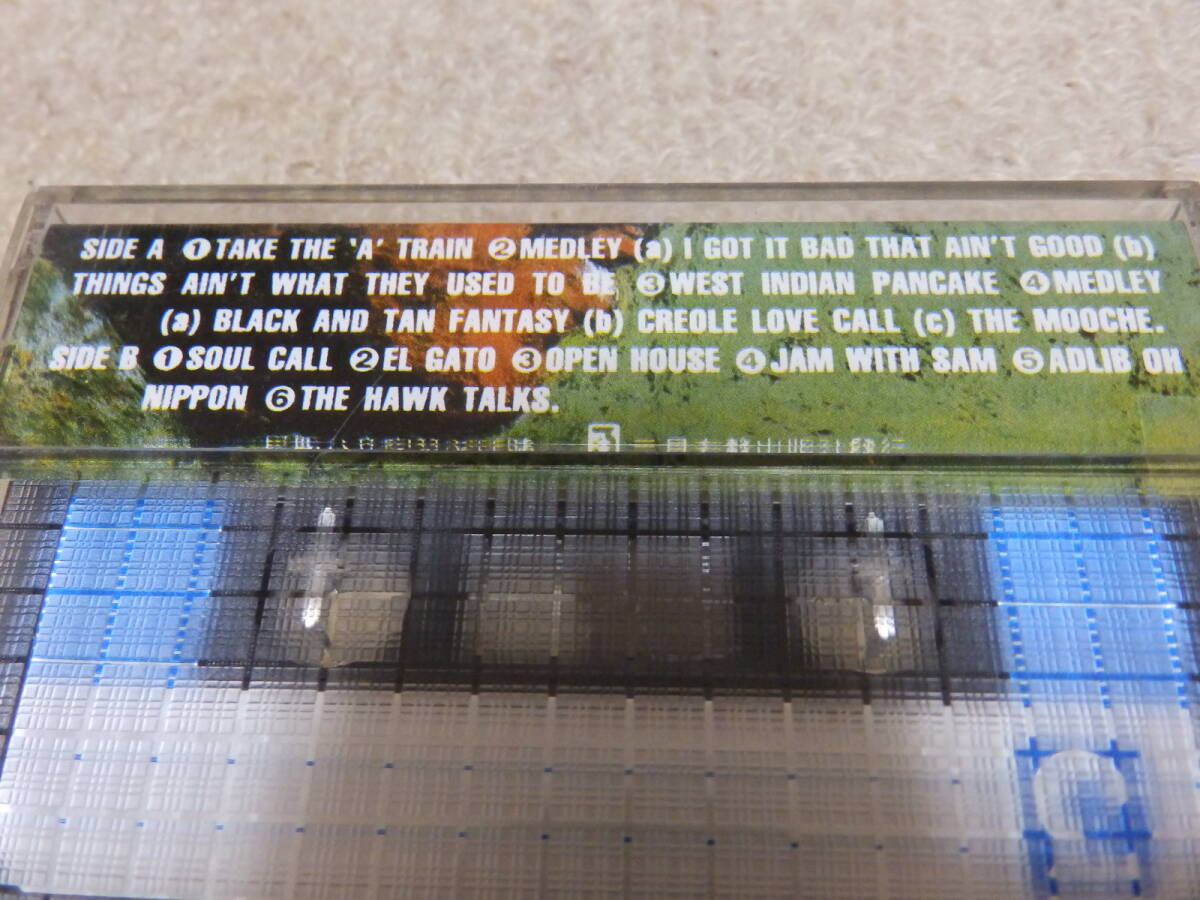 SIDE A ❶TAKE THE 'A' TRAIN ❷MEDLEY (a) I GOT IT BAD THAT AIN'T GOOD (b)
THINGS AIN'T WHAT THEY USED TO BE ❸WEST INDIAN PANCAKE ❹MEDLEY
(a) BLACK AND TAN FANTASY (b) CREOLE LOVE CALL (c) THE MOOCHE.
SIDE B ❶SOUL CALL ❷EL GATO ❸OPEN HOUSE ❹JAM WITH SAM ❺ADLIB OH
NIPPON ❻THE HAWK TALKS.